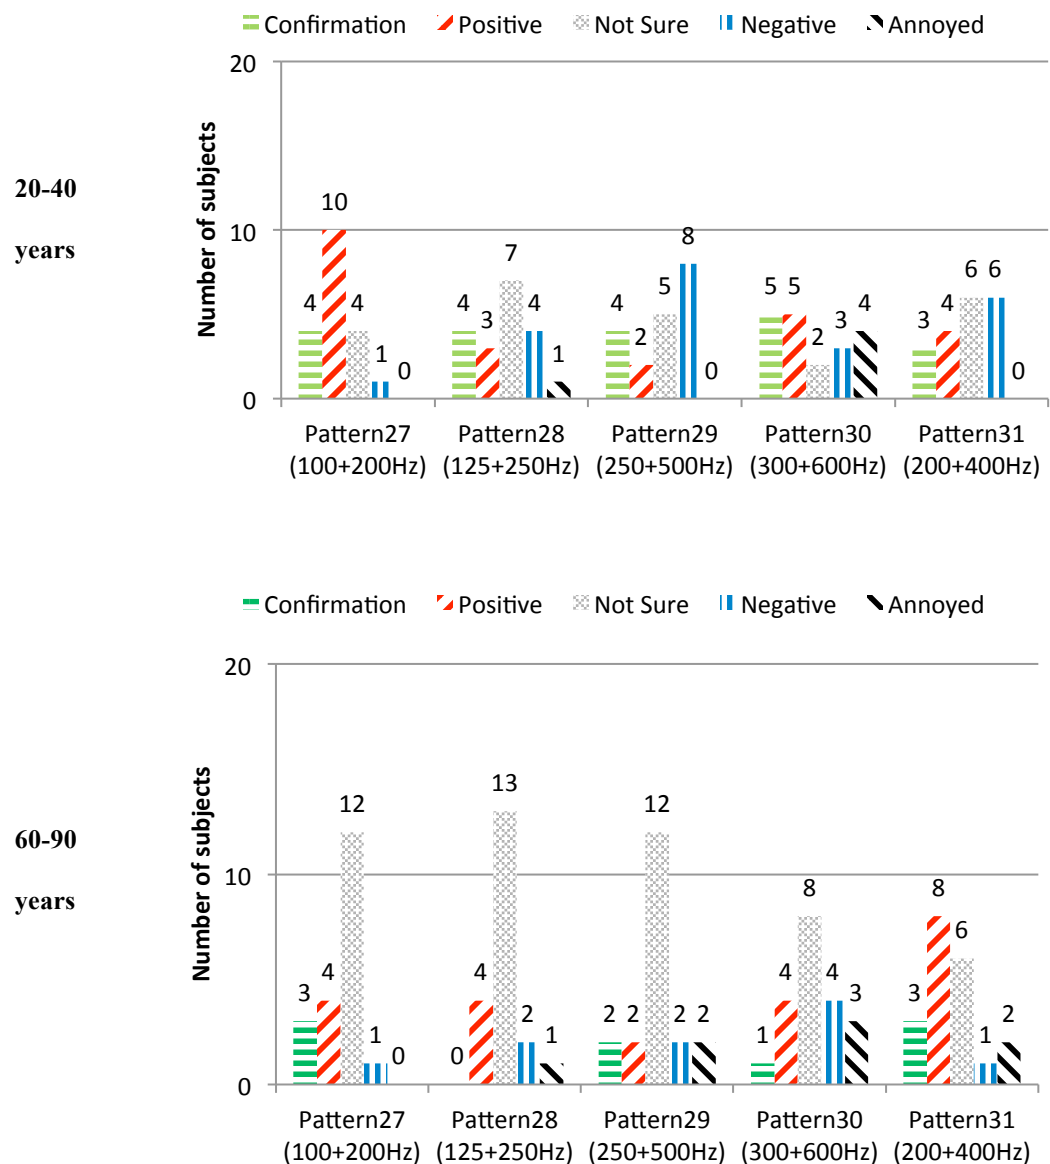 Confirmation Positive Not Sure Negative Annoyed
20
10
0
Number of subjects
20-40
years
4 10 4 1 0
4 3 7 4 1
4 2 5 8 0
5 5 2 3 4
3 4 6 6 0
Pattern27 Pattern28 Pattern29 Pattern30 Pattern31
(100+200Hz) (125+250Hz) (250+500Hz) (300+600Hz) (200+400Hz)
Confirmation Positive Not Sure Negative Annoyed
20
10
0
Number of subjects
60-90
years
3 4 12 1 0
0 4 13 2 1
2 2 12 2 2
1 4 8 4 3
3 8 6 1 2
Pattern27 Pattern28 Pattern29 Pattern30 Pattern31
(100+200Hz) (125+250Hz) (250+500Hz) (300+600Hz) (200+400Hz)